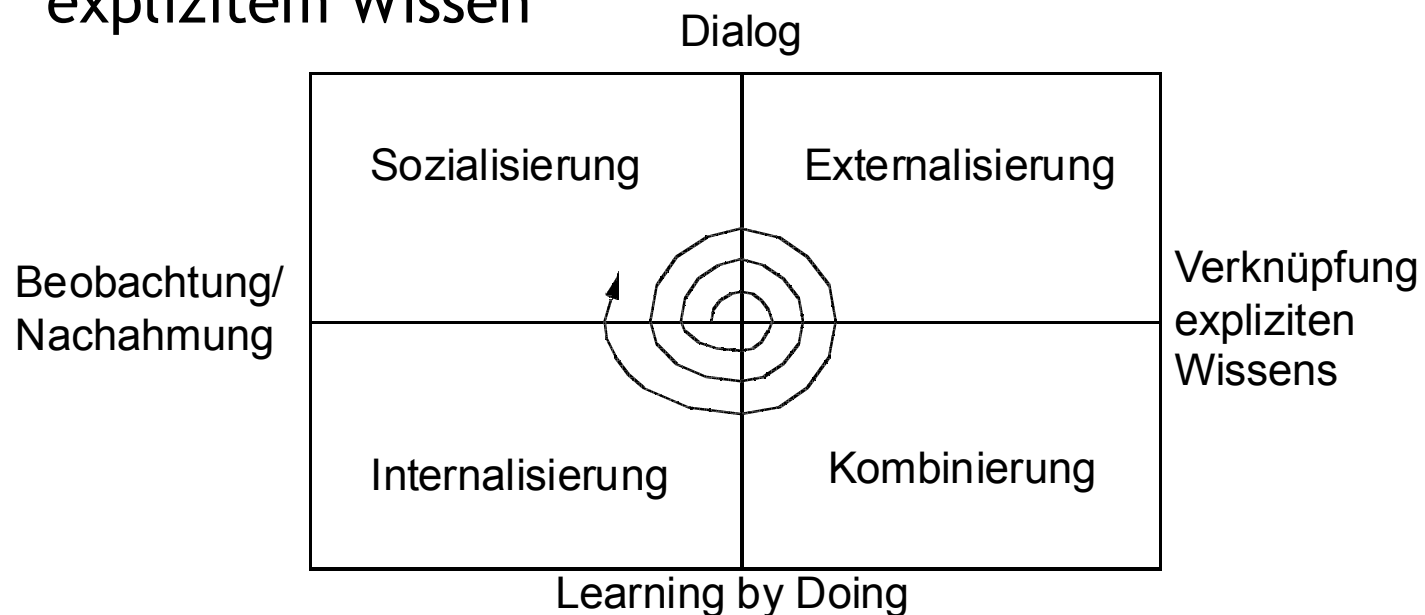 explizitem Wissen
Dialog
Sozialisierung
Externalisierung
Beobachtung/
Nachahmung
Verknüpfung
expliziten
Wissens
Internalisierung
Kombinierung
Learning by Doing